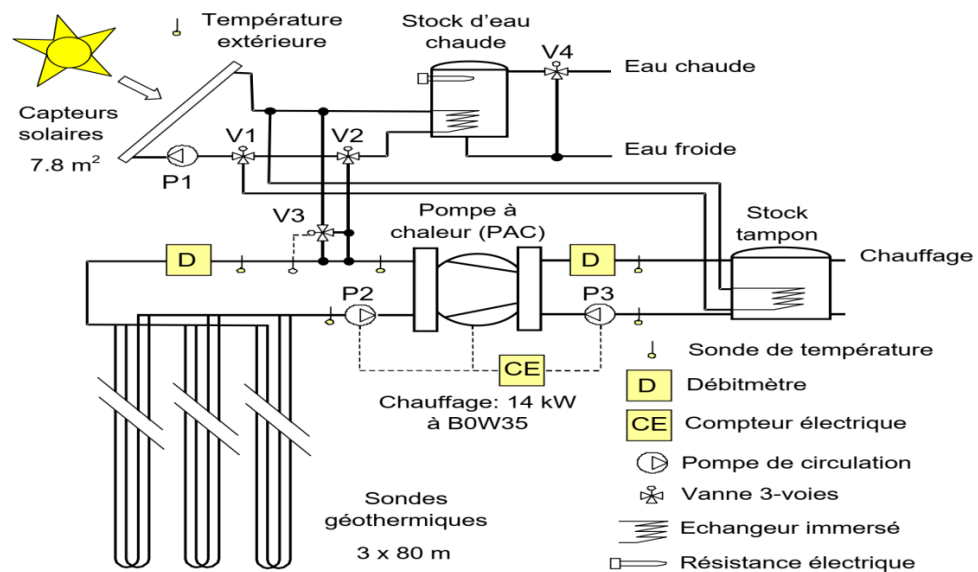 Température
extérieure
Stock d'eau
chaude
V4
Eau chaude
Capteurs
solaires
7.8 m²
V1
V2
P1
Eau froide
V3
Pompe à
chaleur (PAC)
Stock
tampon
D
D
Chauffage
P2
P3
CE
Chauffage: 14 kW
à B0W35
Sondes
géothermiques
3 x 80 m
Sonde de température
D
Débitmètre
CE
Compteur électrique
Pompe de circulation
Vanne 3-voies
Echangeur immersé
Résistance électrique